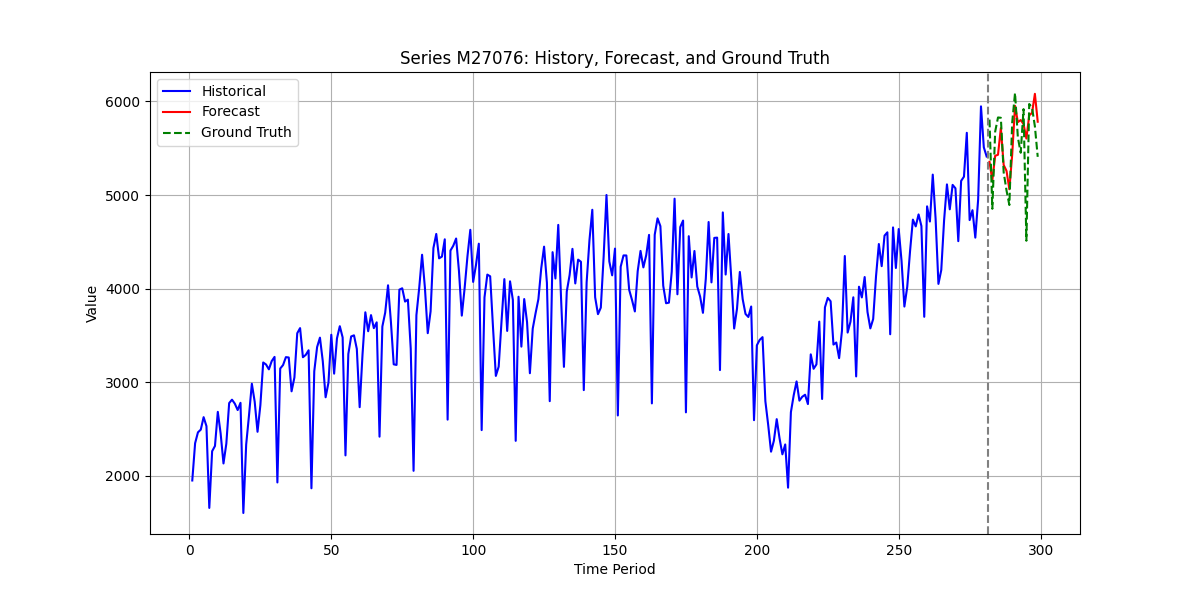 Series M27076: History, Forecast, and Ground Truth
Historical
Forecast
Ground Truth
6000
5000
4000
3000
2000
Value
0 50 100 150 200 250 300
Time Period